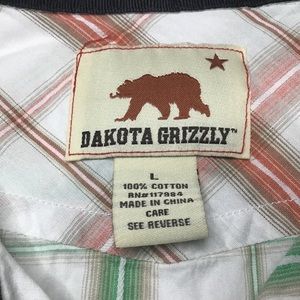 DAKOTA GRIZZLY™
L
100% COTTON
RN#117984
MADE IN CHINA
CARE
SEE REVERSE